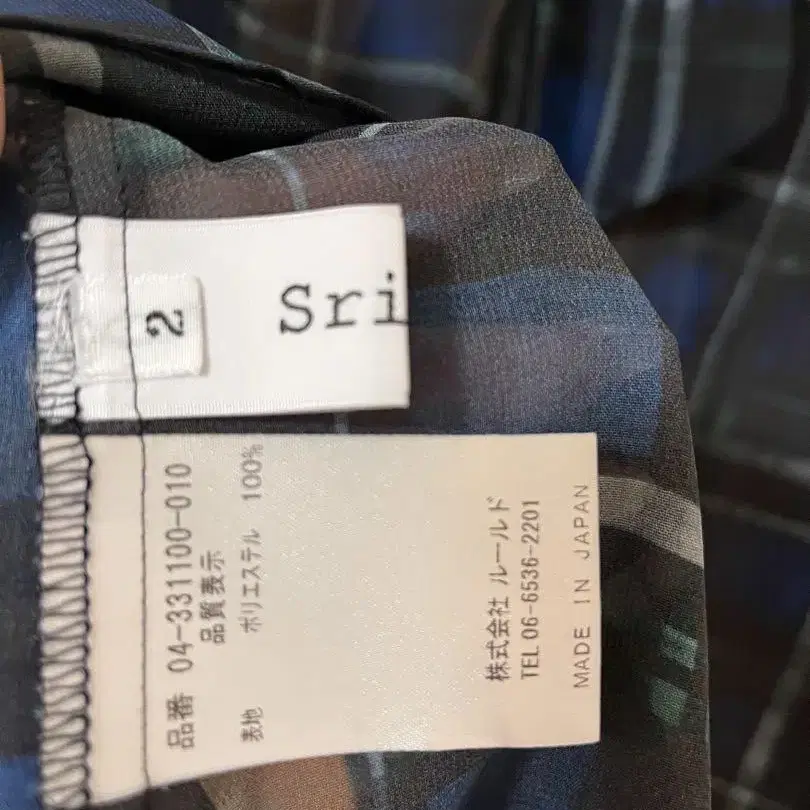 Sri
2
品番 04-331100-010
品質表示
表地 ポリエステル 100%
株式会社 ルールド
TEL 06-6536-2201
MADE IN JAPAN